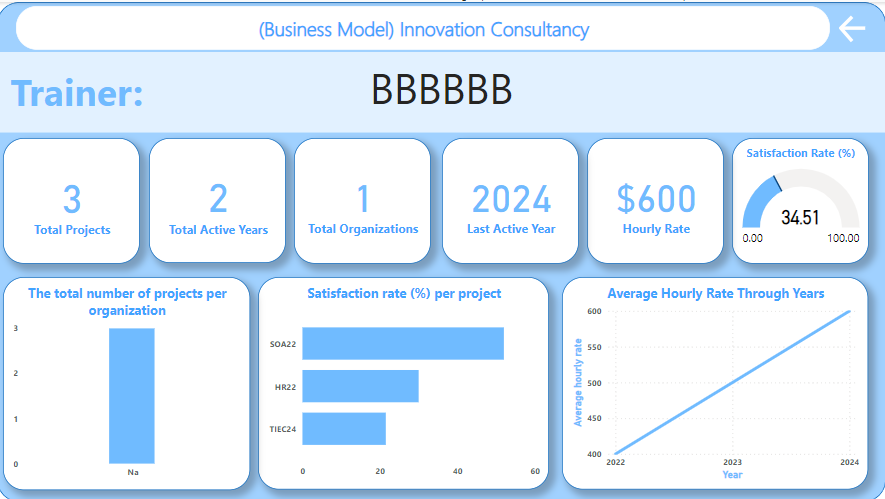 (Business Model) Innovation Consultancy
Trainer:
BBBBBB
3
Total Projects
2
Total Active Years
1
Total Organizations
2024
Last Active Year
$600
Hourly Rate
Satisfaction Rate (%)
34.51
0.00
100.00
The total number of projects per
organization
3
2
1
0
Na
Satisfaction rate (%) per project
SOA22
HR22
TIEC24
0
20
40
60
Average Hourly Rate Through Years
Average hourly rate
600
550
500
450
400
2022
2023
2024
Year